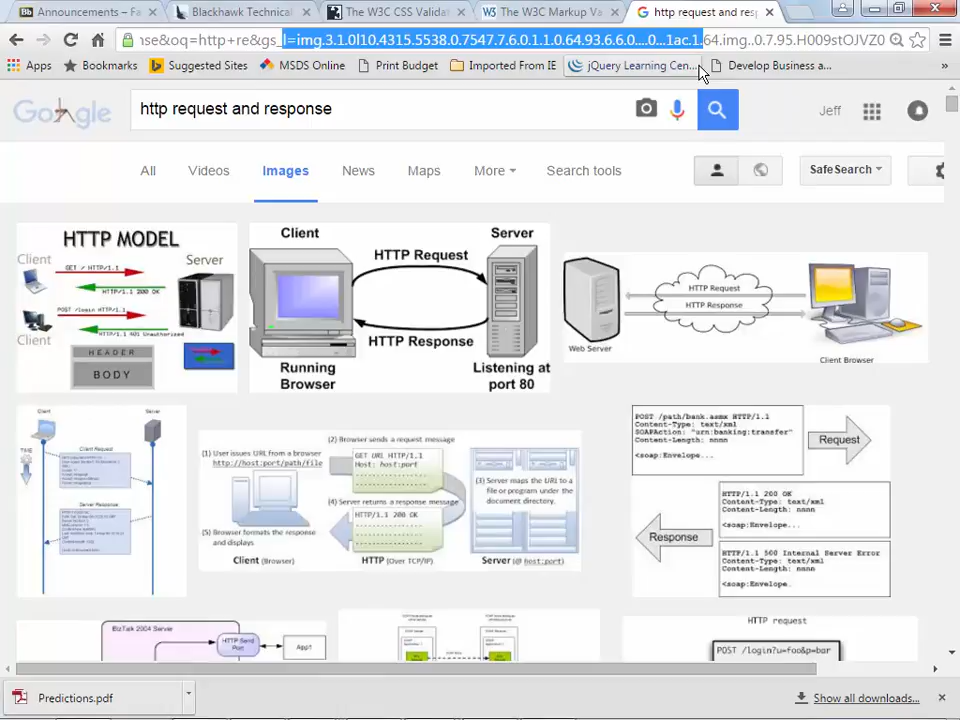 Announcements – Fa
Blackhawk Technical
The W3C CSS Validat
The W3C Markup Va
http request and resp
nse&oq=http+re&gs_l=img.3.1.0l10.4315.5538.0.7547.7.6.0.1.1.0.64.93.6.6.0....0...1ac.1.64.img..0.7.95.H009stOJVZ0
Apps
Bookmarks
Suggested Sites
MSDS Online
Print Budget
Imported From IE
jQuery Learning Cen...
Develop Business a...
»
Google
http request and response
Jeff
All
Videos
Images
News
Maps
More
Search tools
SafeSearch
HTTP MODEL
Client
Server
GET / HTTP/1.1
HTTP/1.1 200 OK
POST /login HTTP/1.1
HTTP/1.1 401 Unauthorized
Client
HEADER
BODY
Client
Server
HTTP Request
HTTP Response
Running
Browser
Listening at
port 80
HTTP Request
HTTP Response
Web Server
Client Browser
Client
Server
TIME
Client Request
Server Response
(1) User issues URL from a browser
http://host:port/path/file
(2) Browser sends a request message
GET URL HTTP/1.1
Host: host:port
(3) Server maps the URL to a
file or program under the
document directory.
(4) Server returns a response message
HTTP/1.1 200 OK
(5) Browser formats the response
and displays
Client (Browser)
HTTP (Over TCP/IP)
Server (@ host:port)
POST /path/bank.asmx HTTP/1.1
Content-Type: text/xml
SOAPAction: "urn:banking:transfer"
Content-Length: nnnn
<soap:Envelope...
Request
HTTP/1.1 200 OK
Content-Type: text/xml
Content-Length: nnnn
<soap:Envelope...
Response
HTTP/1.1 500 Internal Server Error
Content-Type: text/xml
Content-Length: nnnn
<soap:Envelope.
BizTalk 2004 Server
HTTP Send
Port
App1
HTTP request
POST /login?u=foo&p=bar
Predictions.pdf
Show all downloads...